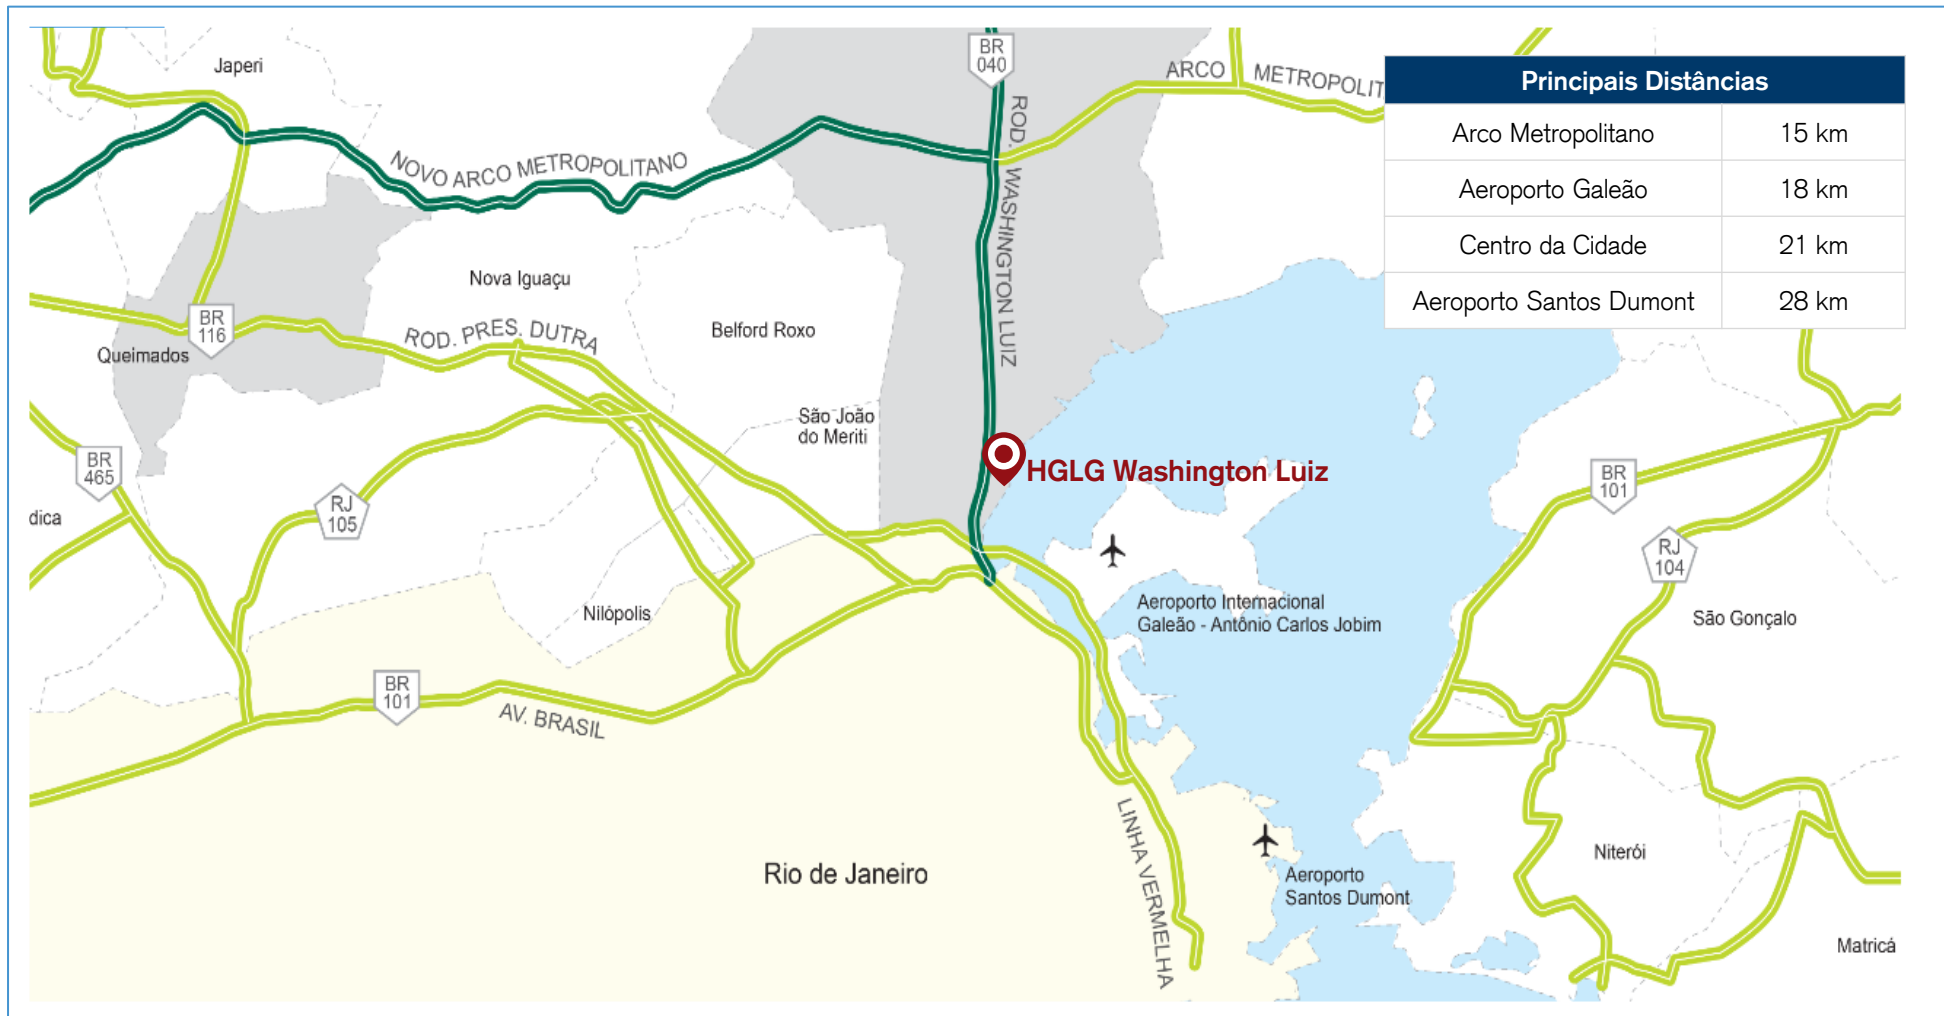 Japeri
BR
040
ARCO METROPOLIT
Principais Distâncias
Arco Metropolitano 15 km
Aeroporto Galeão 18 km
Centro da Cidade 21 km
Aeroporto Santos Dumont 28 km
NOVO ARCO METROPOLITANO
ROD. WASHINGTON LUIZ
Nova Iguaçu
BR
116
ROD. PRES. DUTRA
Belford Roxo
Queimados
São João
do Meriti
BR
465
HGLG Washington Luiz
BR
101
RJ
105
dica
RJ
104
Nilópolis
Aeroporto Internacional
Galeão - Antônio Carlos Jobim
São Gonçalo
BR
101
AV. BRASIL
LINHA VERMELHA
Rio de Janeiro
Aeroporto
Santos Dumont
Niterói
Matricá